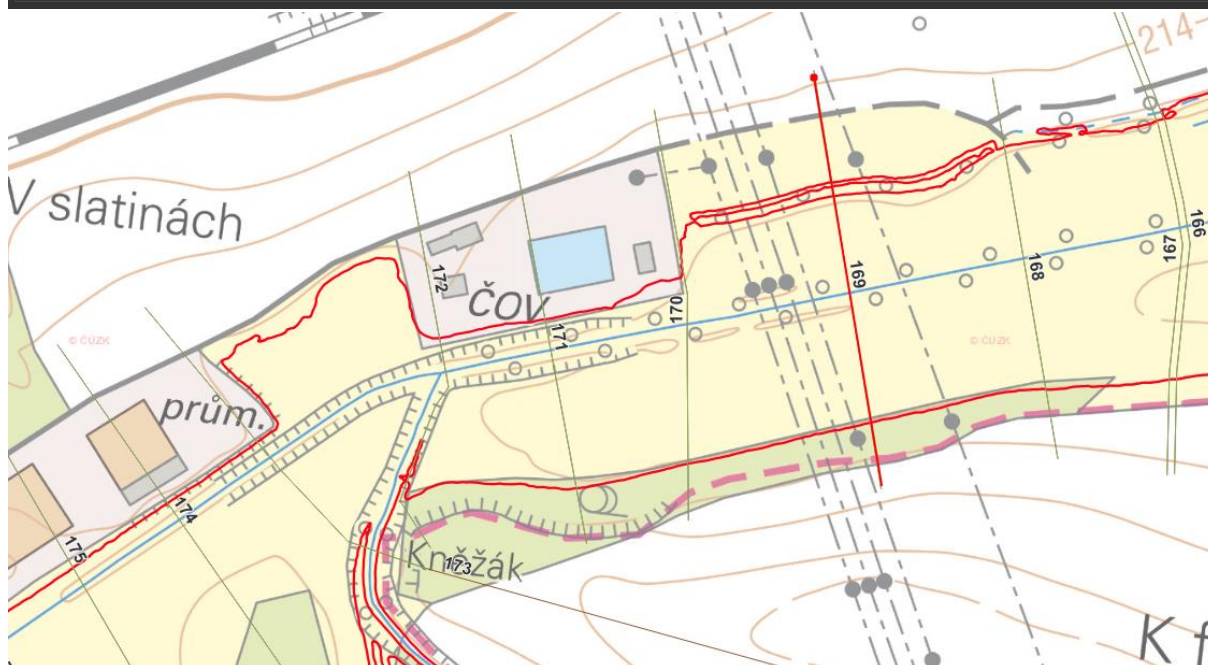 214-
V slatinách
172
ČOV
170
169
168
167
166
171
© ČÚZK
© ČÚZK
prům.
174
175
Kněžák
173
K f